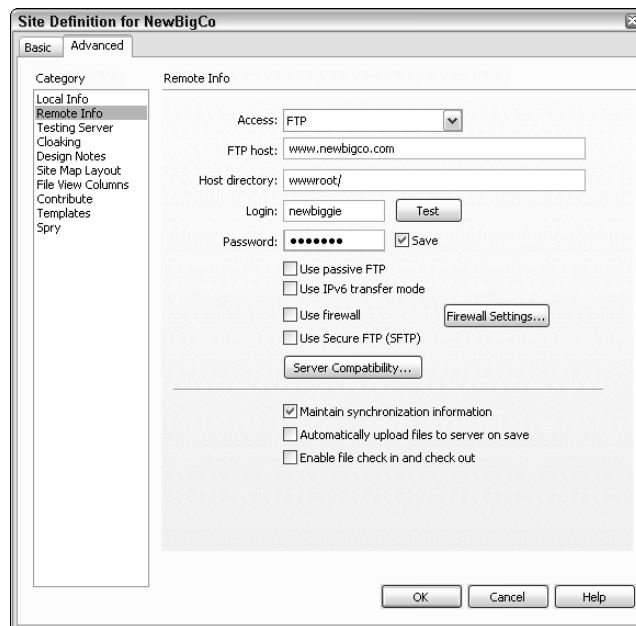 Site Definition for NewBigCo
Basic Advanced
Category
Local Info
Remote Info
Testing Server
Cloaking
Design Notes
Site Map Layout
File View Columns
Contribute
Templates
Spry
Remote Info
Access: FTP
FTP host: www.newbigco.com
Host directory: wwwroot/
Login: newbiggie Test
Password: ●●●●●●● Save
Use passive FTP
Use IPv6 transfer mode
Use firewall Firewall Settings...
Use Secure FTP (SFTP)
Server Compatibility...
Maintain synchronization information
Automatically upload files to server on save
Enable file check in and check out
OK Cancel Help